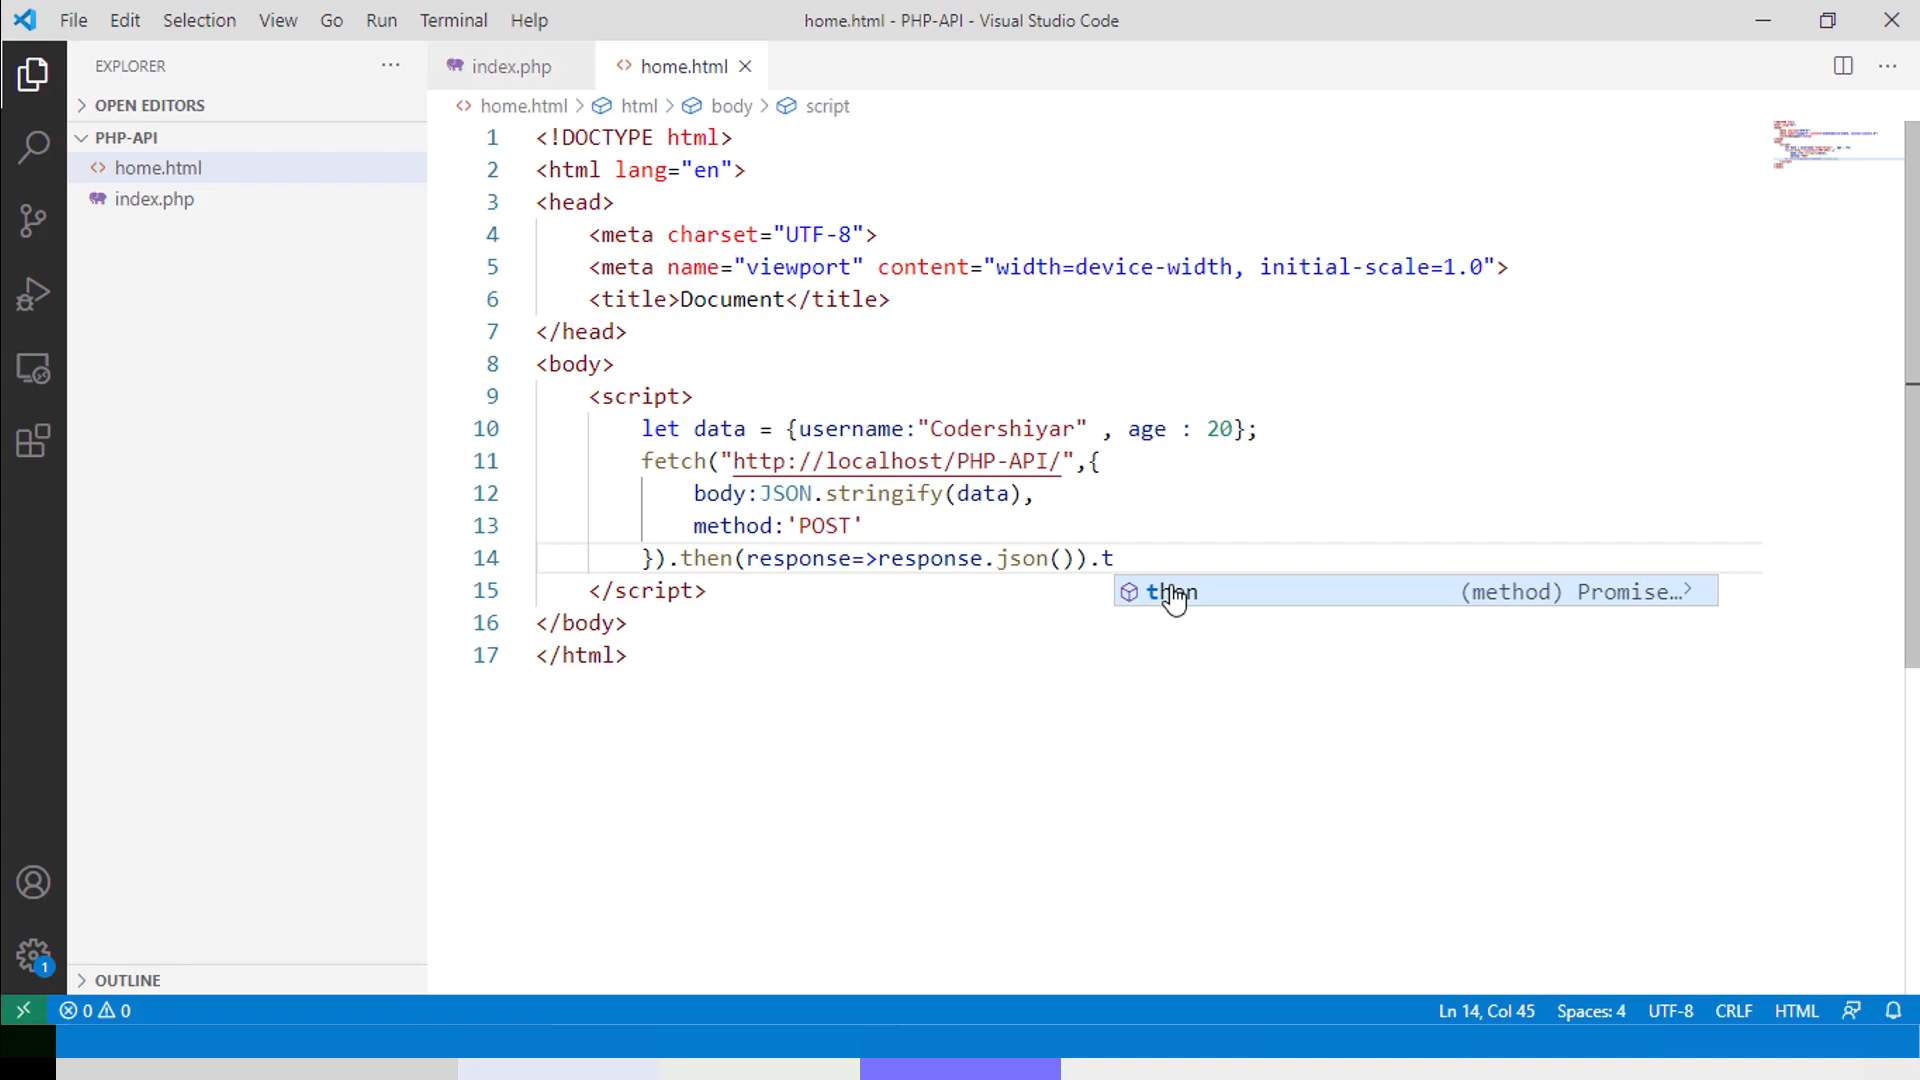 File Edit Selection View Go Run Terminal Help home.html - PHP-API - Visual Studio Code
EXPLORER ···
index.php
home.html
OPEN EDITORS
PHP-API
home.html
index.php
OUTLINE
home.html > html > body > script
1 <!DOCTYPE html>
2 <html lang="en">
3 <head>
4 <meta charset="UTF-8">
5 <meta name="viewport" content="width=device-width, initial-scale=1.0">
6 <title>Document</title>
7 </head>
8 <body>
9 <script>
10 let data = {username:"Codershiyar" , age : 20};
11 fetch("http://localhost/PHP-API/",{
12 body:JSON.stringify(data),
13 method:'POST'
14 }).then(response=>response.json()).t
then (method) Promise…>
15 </script>
16 </body>
17 </html>
1
0 0 Ln 14, Col 45 Spaces: 4 UTF-8 CRLF HTML